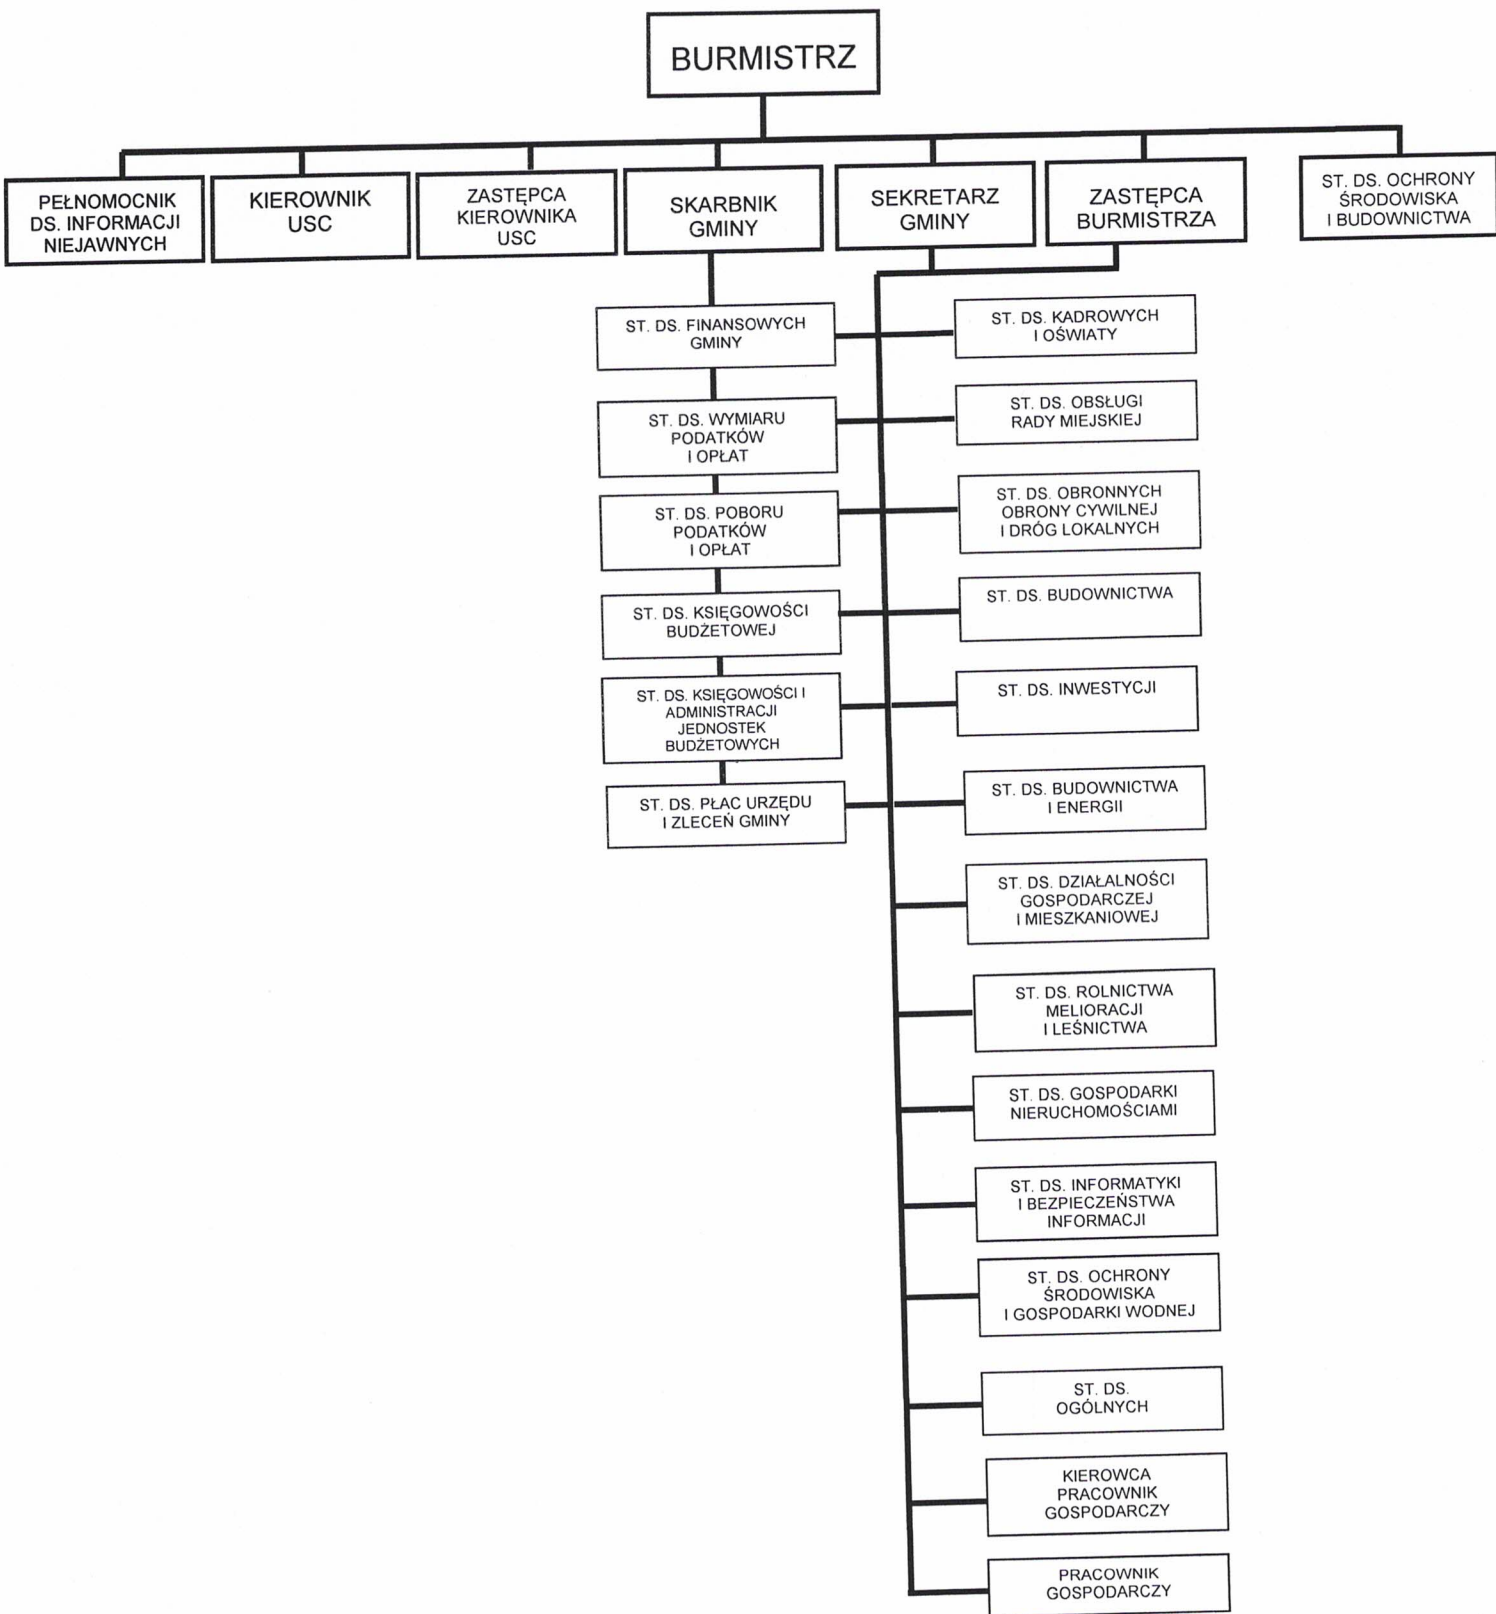 BURMISTRZ
PEŁNOMOCNIK
DS. INFORMACJI
NIEJAWNYCH
KIEROWNIK
USC
ZASTĘPCA
KIEROWNIKA
USC
SKARBNIK
GMINY
SEKRETARZ
GMINY
ZASTĘPCA
BURMISTRZA
ST. DS. OCHRONY
ŚRODOWISKA
I BUDOWNICTWA
ST. DS. FINANSOWYCH
GMINY
ST. DS. WYMIARU
PODATKÓW
I OPŁAT
ST. DS. POBORU
PODATKÓW
I OPŁAT
ST. DS. KSIĘGOWOŚCI
BUDŻETOWEJ
ST. DS. KSIĘGOWOŚCI I
ADMINISTRACJI
JEDNOSTEK
BUDŻETOWYCH
ST. DS. PŁAC URZĘDU
I ZLECEŃ GMINY
ST. DS. KADROWYCH
I OŚWIATY
ST. DS. OBSŁUGI
RADY MIEJSKIEJ
ST. DS. OBRONNYCH
OBRONY CYWILNEJ
I DRÓG LOKALNYCH
ST. DS. BUDOWNICTWA
ST. DS. INWESTYCJI
ST. DS. BUDOWNICTWA
I ENERGII
ST. DS. DZIAŁALNOŚCI
GOSPODARCZEJ
I MIESZKANIOWEJ
ST. DS. ROLNICTWA
MELIORACJI
I LEŚNICTWA
ST. DS. GOSPODARKI
NIERUCHOMOŚCIAMI
ST. DS. INFORMATYKI
I BEZPIECZEŃSTWA
INFORMACJI
ST. DS. OCHRONY
ŚRODOWISKA
I GOSPODARKI WODNEJ
ST. DS.
OGÓLNYCH
KIEROWCA
PRACOWNIK
GOSPODARCZY
PRACOWNIK
GOSPODARCZY